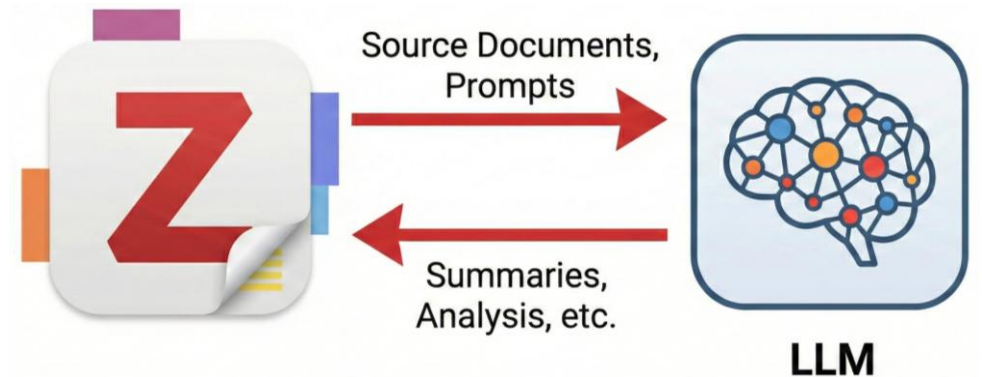 Source Documents,
Prompts
Z
Summaries,
Analysis, etc.
LLM